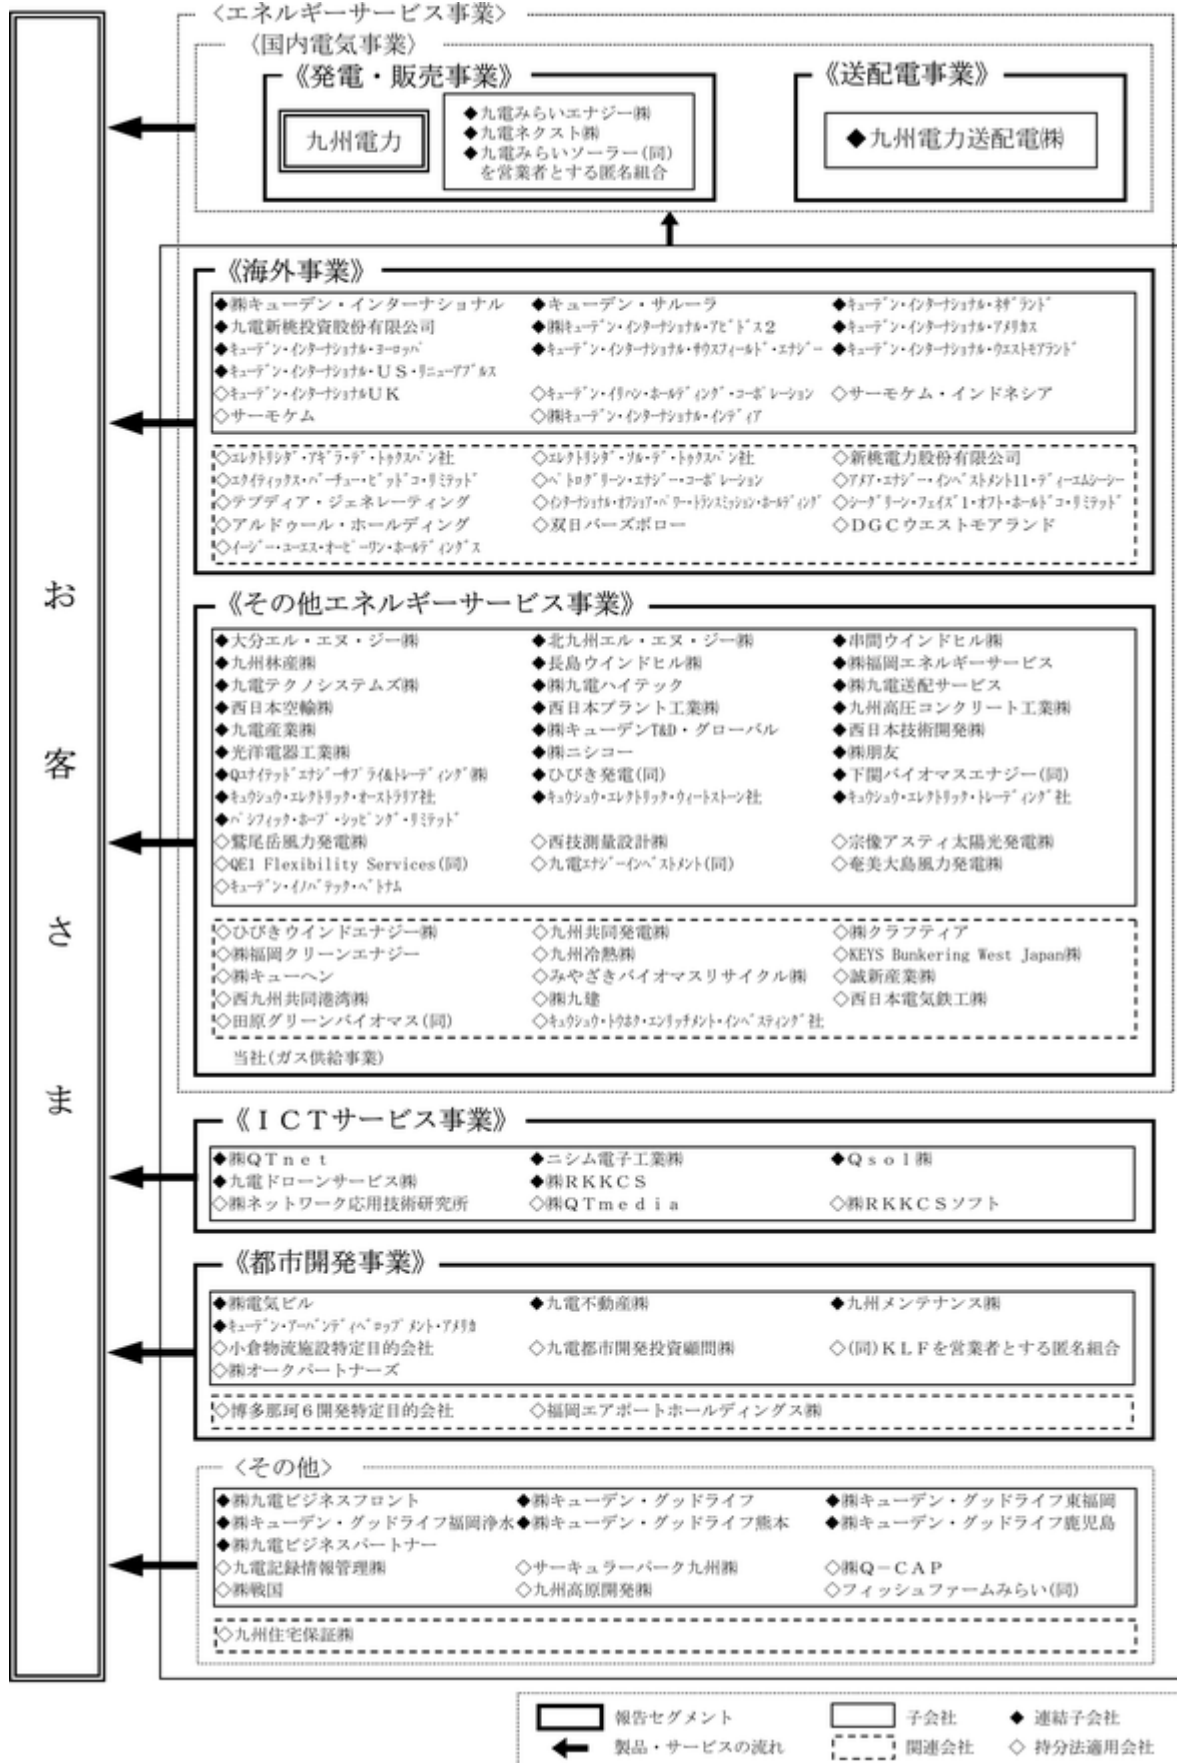 〈エネルギーサービス事業〉
〈国内電気事業〉
《発電・販売事業》
《送配電事業》
九州電力
◆九電みらいエナジー㈱
◆九電ネクスト㈱
◆九電みらいソーラー(同)
を営業者とする匿名組合
◆九州電力送配電㈱
お客さま
《海外事業》
◆㈱キューデン・インターナショナル ◆キューデン・サルーラ ◆キューデン・インターナショナル・ネザランド
◆九電新桃投資股份有限公司 ◆㈱キューデン・インターナショナル・アビドス2 ◆キューデン・インターナショナル・アメリカス
◆キューデン・インターナショナル・ヨーロッパ ◆キューデン・インターナショナル・サウスフィールド・エナジー ◆キューデン・インターナショナル・ウエストモアランド
◆キューデン・インターナショナル・US・リニューアブルス
◇キューデン・インターナショナルUK ◇キューデン・イリハン・ホールディング・コーポレーション ◇サーモケム・インドネシア
◇サーモケム ◇㈱キューデン・インターナショナル・インディア
◇エレクトリシダ・アギラ・デ・トゥクスパン社 ◇エレクトリシダ・ソル・デ・トゥクスパン社 ◇新桃電力股份有限公司
◇エクイティックス・バーチュー・ビッドコ・リミテッド ◇ペトログリーン・エナジー・コーポレーション ◇アメア・エナジー・インベストメント11・ディーエムシーシー
◇テプディア・ジェネレーティング ◇インターナショナル・オフショア・パワー・トランスミッション・ホールディング ◇シーグリーン・フェイズ1・オフト・ホールドコ・リミテッド
◇アルドゥール・ホールディング ◇双日バーズボロー ◇DGCウエストモアランド
◇イージー・ユーエス・オービーワン・ホールディングス
《その他エネルギーサービス事業》
◆大分エル・エヌ・ジー㈱ ◆北九州エル・エヌ・ジー㈱ ◆串間ウインドヒル㈱
◆九州林産㈱ ◆長島ウインドヒル㈱ ◆㈱福岡エネルギーサービス
◆九電テクノシステムズ㈱ ◆㈱九電ハイテック ◆㈱九電送配サービス
◆西日本空輸㈱ ◆西日本プラント工業㈱ ◆九州高圧コンクリート工業㈱
◆九電産業㈱ ◆㈱キューデンT&D・グローバル ◆西日本技術開発㈱
◆光洋電器工業㈱ ◆㈱ニシコー ◆㈱朋友
◆Qユナイテッドエナジーサプライ&トレーディング㈱ ◆ひびき発電(同) ◆下関バイオマスエナジー(同)
◆キュウシュウ・エレクトリック・オーストラリア社 ◆キュウシュウ・エレクトリック・ウィートストーン社 ◆キュウシュウ・エレクトリック・トレーディング社
◆パシフィック・ホープ・シッピング・リミテッド
◇鷲尾岳風力発電㈱ ◇西技測量設計㈱ ◇宗像アスティ太陽光発電㈱
◇QE1 Flexibility Services(同) ◇九電エナジーインベストメント(同) ◇奄美大島風力発電㈱
◇キューデン・イノバテック・ベトナム
◇ひびきウインドエナジー㈱ ◇九州共同発電㈱ ◇㈱クラフティア
◇㈱福岡クリーンエナジー ◇九州冷熱㈱ ◇KEYS Bunkering West Japan㈱
◇㈱キューヘン ◇みやざきバイオマスリサイクル㈱ ◇誠新産業㈱
◇西九州共同港湾㈱ ◇㈱九建 ◇西日本電気鉄工㈱
◇田原グリーンバイオマス(同) ◇キュウシュウ・トウホク・エンリッチメント・インベスティング社
当社(ガス供給事業)
《ICTサービス事業》
◆㈱QTnet ◆ニシム電子工業㈱ ◆Qsol㈱
◆九電ドローンサービス㈱ ◆㈱RKKCS
◇㈱ネットワーク応用技術研究所 ◇㈱QTmedia ◇㈱RKKCSソフト
《都市開発事業》
◆㈱電気ビル ◆九電不動産㈱ ◆九州メンテナンス㈱
◆キューデン・アーバンディベロップメント・アメリカ
◇小倉物流施設特定目的会社 ◇九電都市開発投資顧問㈱ ◇(同)KLFを営業者とする匿名組合
◇㈱オークパートナーズ
◇博多那珂6開発特定目的会社 ◇福岡エアポートホールディングス㈱
〈その他〉
◆㈱九電ビジネスフロント ◆㈱キューデン・グッドライフ ◆㈱キューデン・グッドライフ東福岡
◆㈱キューデン・グッドライフ福岡浄水 ◆㈱キューデン・グッドライフ熊本 ◆㈱キューデン・グッドライフ鹿児島
◆㈱九電ビジネスパートナー
◇九電記録情報管理㈱ ◇サーキュラーパーク九州㈱ ◇㈱Q−CAP
◇㈱戦国 ◇九州高原開発㈱ ◇フィッシュファームみらい(同)
◇九州住宅保証㈱
報告セグメント 子会社 ◆ 連結子会社
製品・サービスの流れ 関連会社 ◇ 持分法適用会社